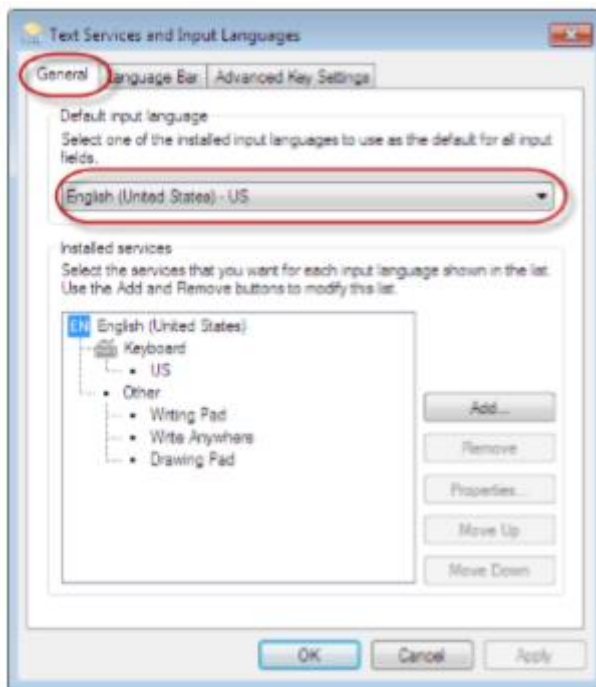 Text Services and Input Languages
General
Language Bar
Advanced Key Settings
Default input language
Select one of the installed input languages to use as the default for all input
fields.
English (United States) - US
Installed services
Select the services that you want for each input language shown in the list.
Use the Add and Remove buttons to modify this list.
EN English (United States)
Keyboard
US
Other
Writing Pad
Write Anywhere
Drawing Pad
Add...
Remove
Properties...
Move Up
Move Down
OK
Cancel
Apply